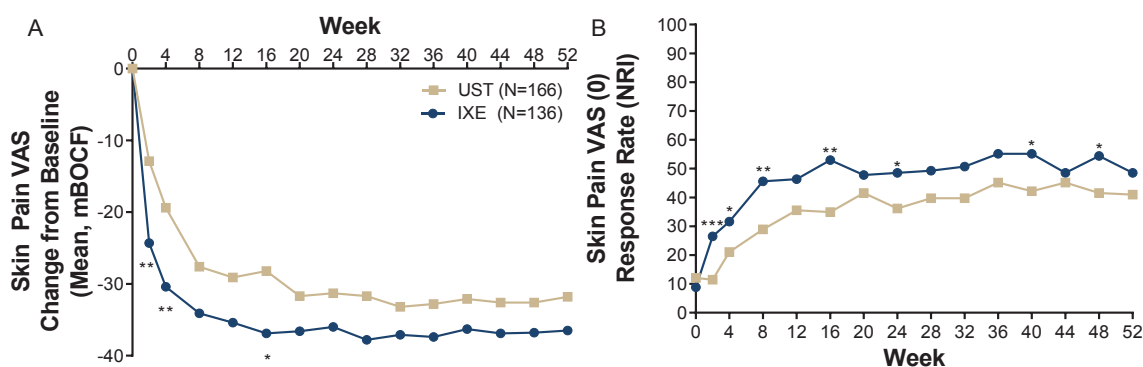 A
Week
0 4 8 12 16 20 24 28 32 36 40 44 48 52
0
-10
-20
-30
-40
Skin Pain VAS
Change from Baseline
(Mean, mBOCF)
UST (N=166)
IXE (N=136)
**
**
*
B
100
90
80
70
60
50
40
30
20
10
0
Skin Pain VAS (0)
Response Rate (NRI)
***
*
**
**
*
*
*
0 4 8 12 16 20 24 28 32 36 40 44 48 52
Week